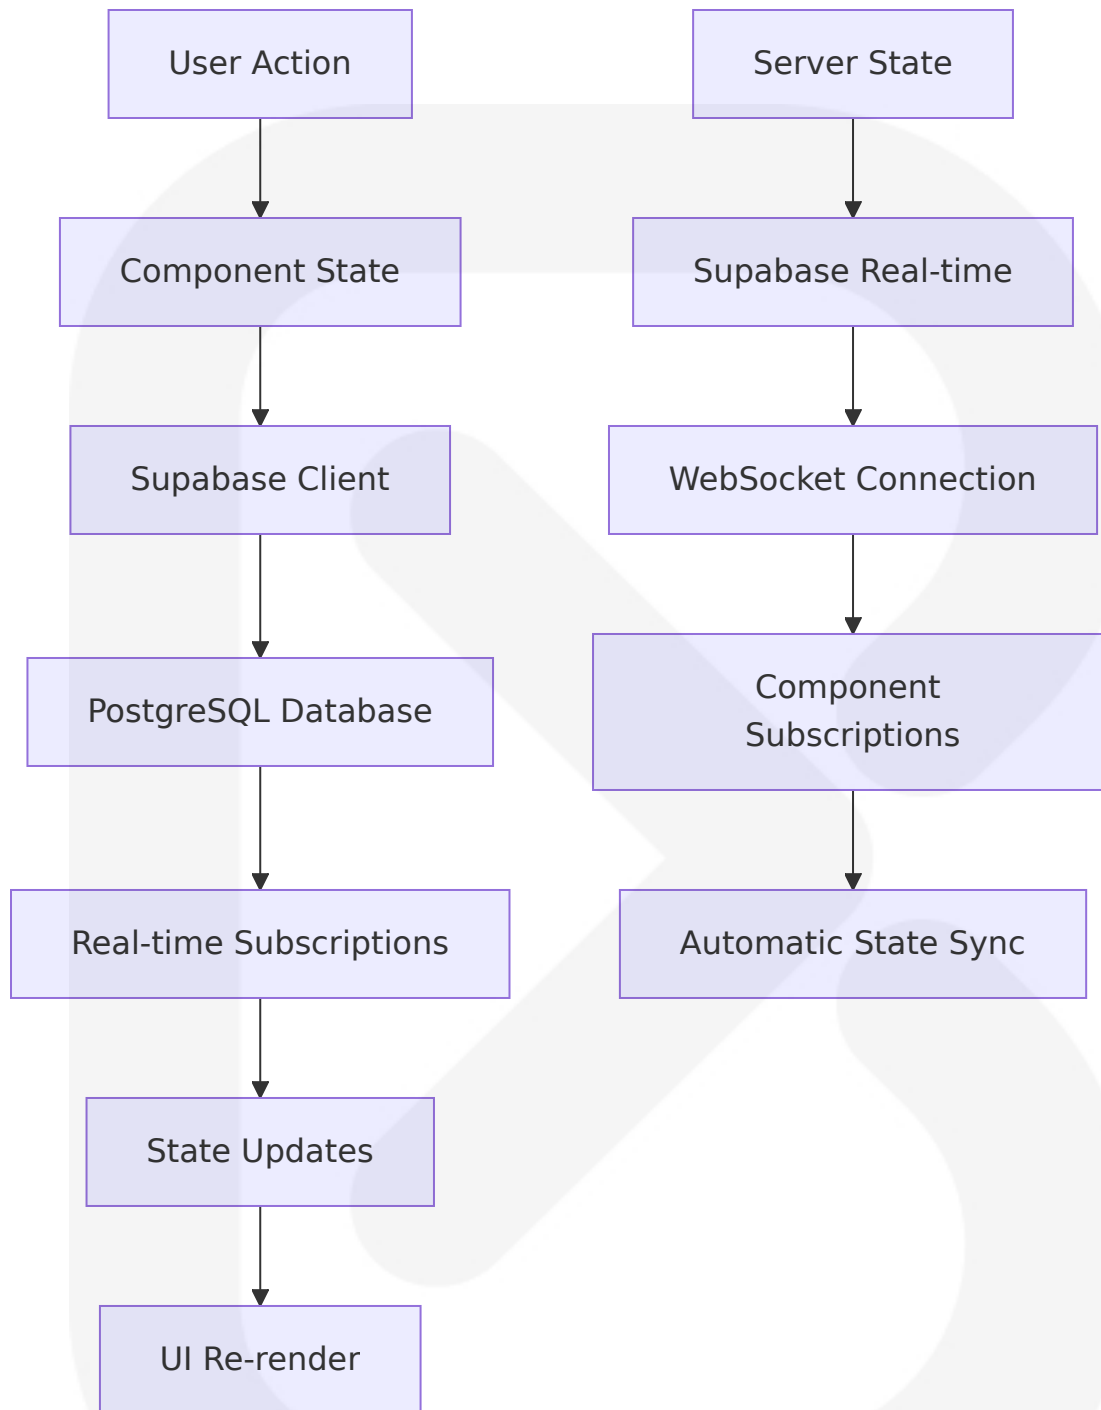 User Action
Component State
Supabase Client
PostgreSQL Database
Real-time Subscriptions
State Updates
UI Re-render
Server State
Supabase Real-time
WebSocket Connection
Component
Subscriptions
Automatic State Sync